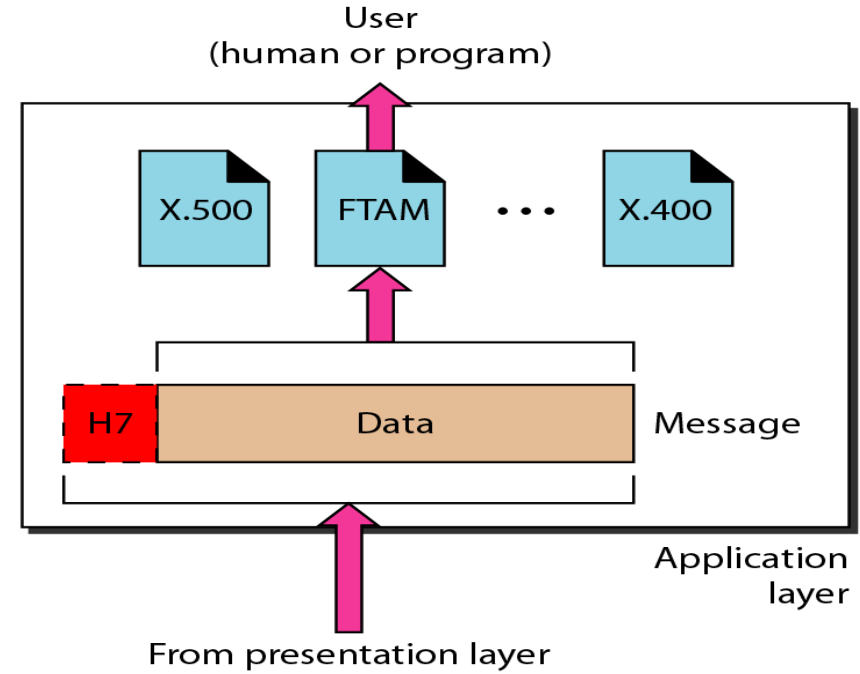 User
(human or program)
X.500
FTAM
...
X.400
H7
Data
Message
Application
layer
From presentation layer